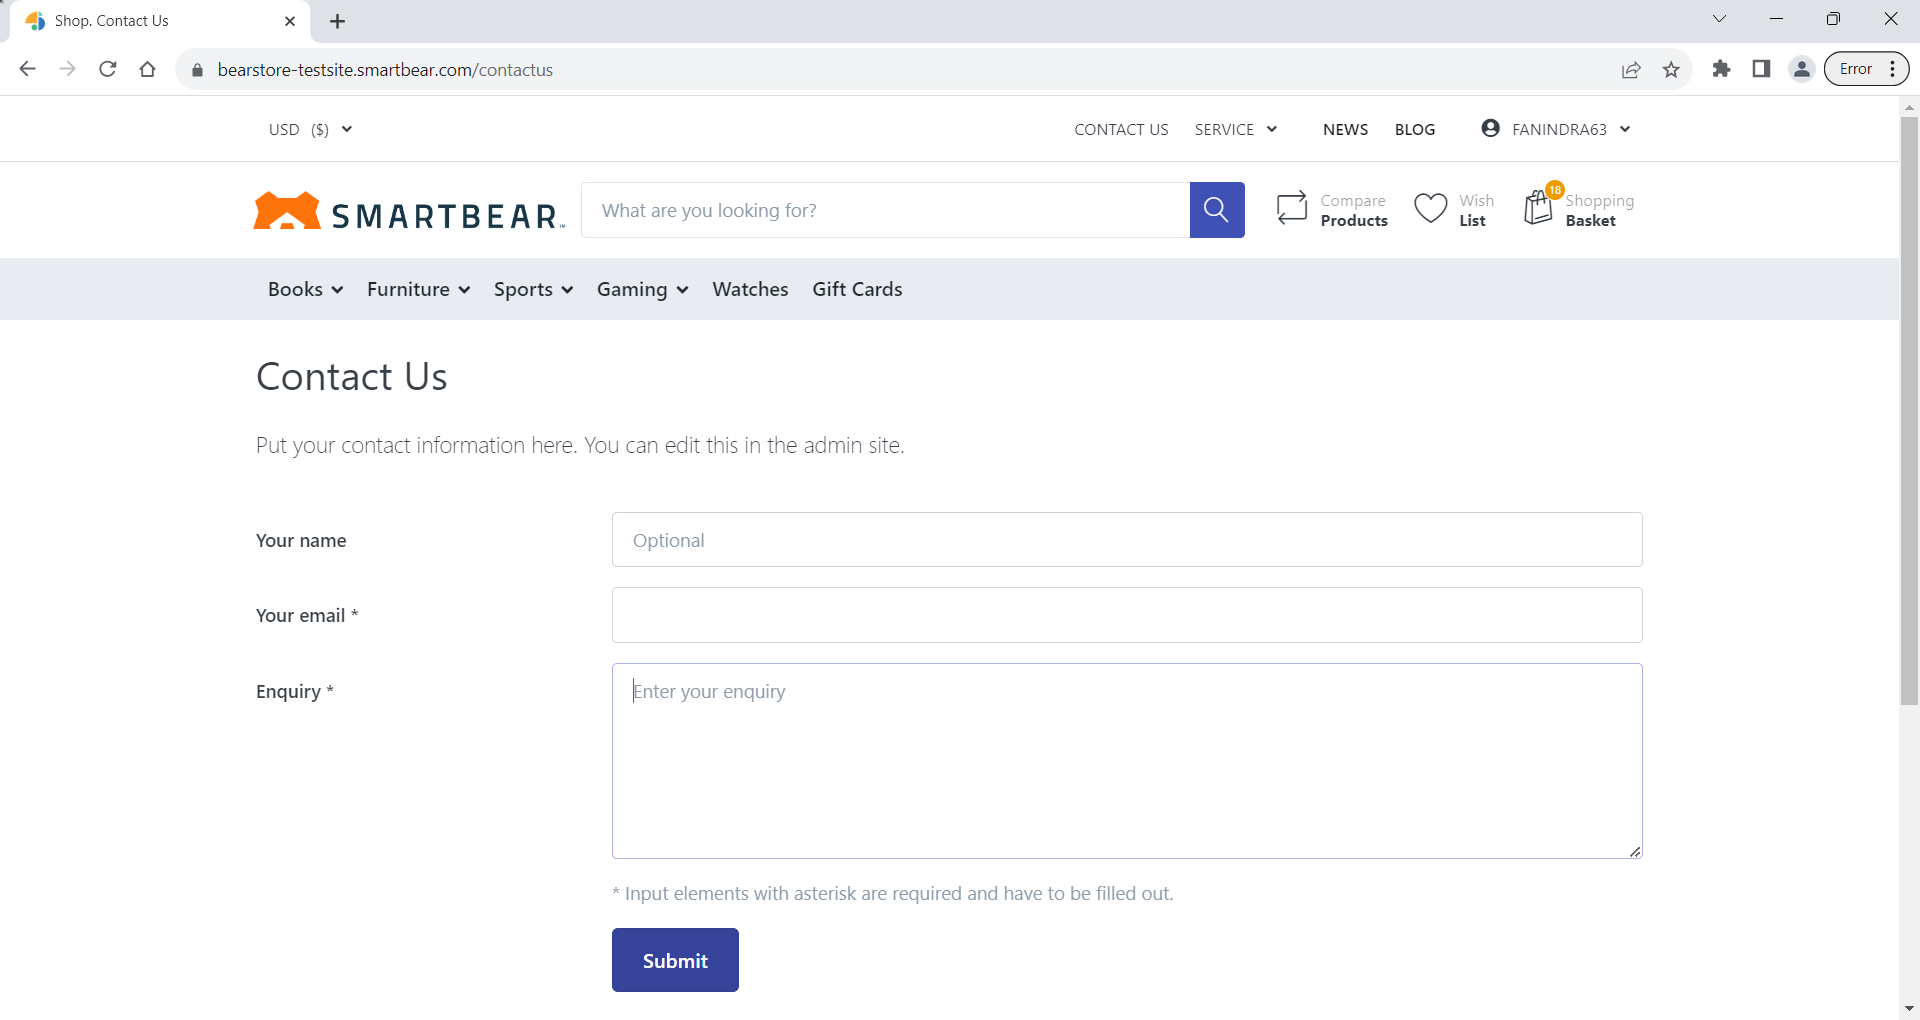 Shop. Contact Us
bearstore-testsite.smartbear.com/contactus
Error
USD ($)
CONTACT US SERVICE NEWS BLOG FANINDRA63
SMARTBEAR™
What are you looking for?
Compare
Products
Wish
List
18
Shopping
Basket
Books Furniture Sports Gaming Watches Gift Cards
Contact Us
Put your contact information here. You can edit this in the admin site.
Your name
Optional
Your email *
Enquiry *
Enter your enquiry
* Input elements with asterisk are required and have to be filled out.
Submit